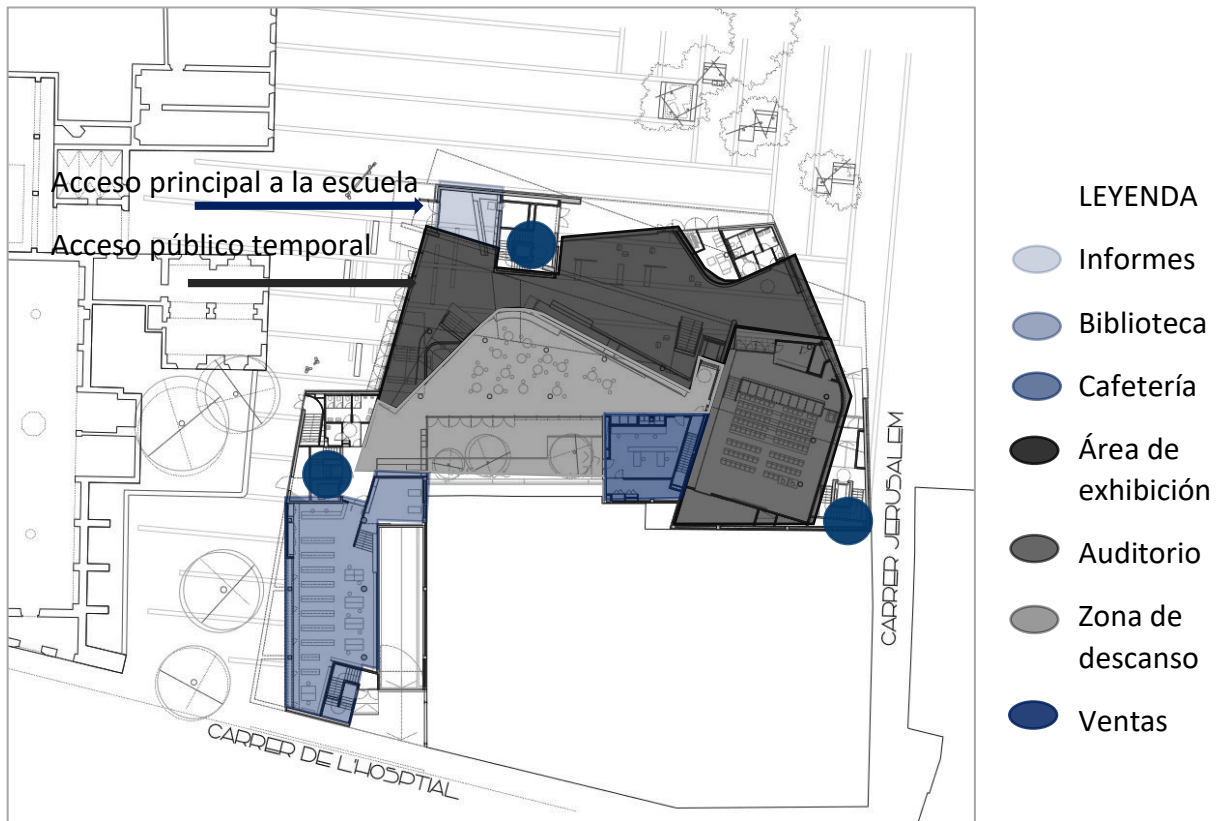 Acceso principal a la escuela
Acceso público temporal
CARRER JERUSALEM
CARRER DE L'HOSPTIAL
LEYENDA
Informes
Biblioteca
Cafetería
Área de
exhibición
Auditorio
Zona de
descanso
Ventas